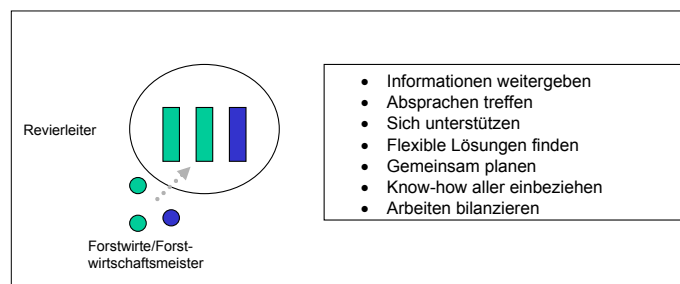 Revierleiter
Forstwirte/Forst-
wirtschaftsmeister
• Informationen weitergeben
• Absprachen treffen
• Sich unterstützen
• Flexible Lösungen finden
• Gemeinsam planen
• Know-how aller einbeziehen
• Arbeiten bilanzieren